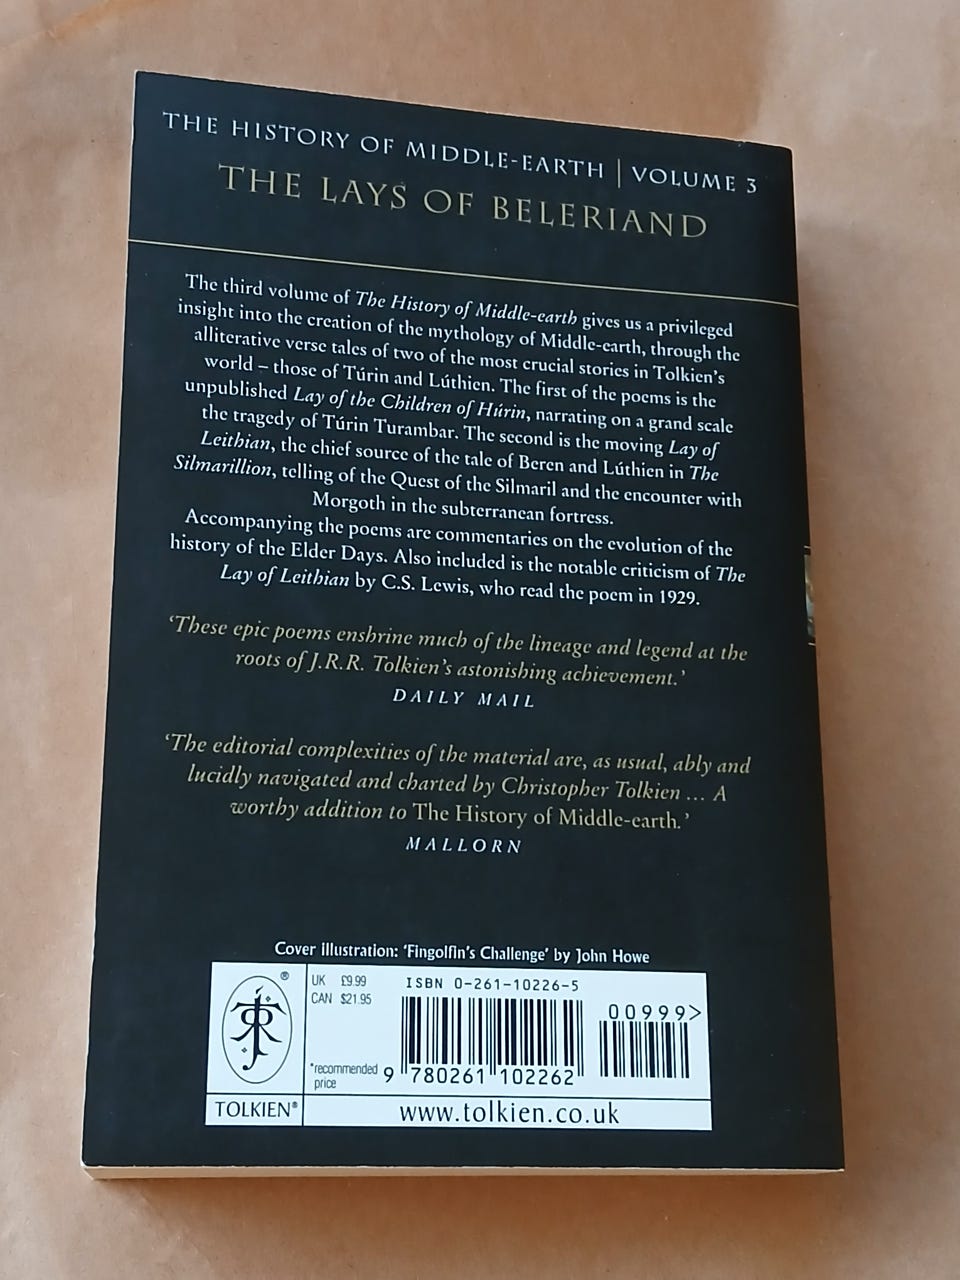 THE HISTORY OF MIDDLE-EARTH | VOLUME 3
THE LAYS OF BELERIAND
The third volume of The History of Middle-earth gives us a privileged
insight into the creation of the mythology of Middle-earth, through the
alliterative verse tales of two of the most crucial stories in Tolkien's
world – those of Túrin and Lúthien. The first of the poems is the
unpublished Lay of the Children of Húrin, narrating on a grand scale
the tragedy of Túrin Turambar. The second is the moving Lay of
Leithian, the chief source of the tale of Beren and Lúthien in The
Silmarillion, telling of the Quest of the Silmaril and the encounter with
Morgoth in the subterranean fortress.
Accompanying the poems are commentaries on the evolution of the
history of the Elder Days. Also included is the notable criticism of The
Lay of Leithian by C.S. Lewis, who read the poem in 1929.
‘These epic poems enshrine much of the lineage and legend at the
roots of J.R.R. Tolkien's astonishing achievement.’
DAILY MAIL
‘The editorial complexities of the material are, as usual, ably and
lucidly navigated and charted by Christopher Tolkien ... A
worthy addition to The History of Middle-earth.’
MALLORN
Cover illustration: ‘Fingolfin's Challenge’ by John Howe
®
UK £9.99
CAN $21.95
*recommended
price
ISBN 0-261-10226-5
00999>
9 780261 102262
TOLKIEN®
www.tolkien.co.uk